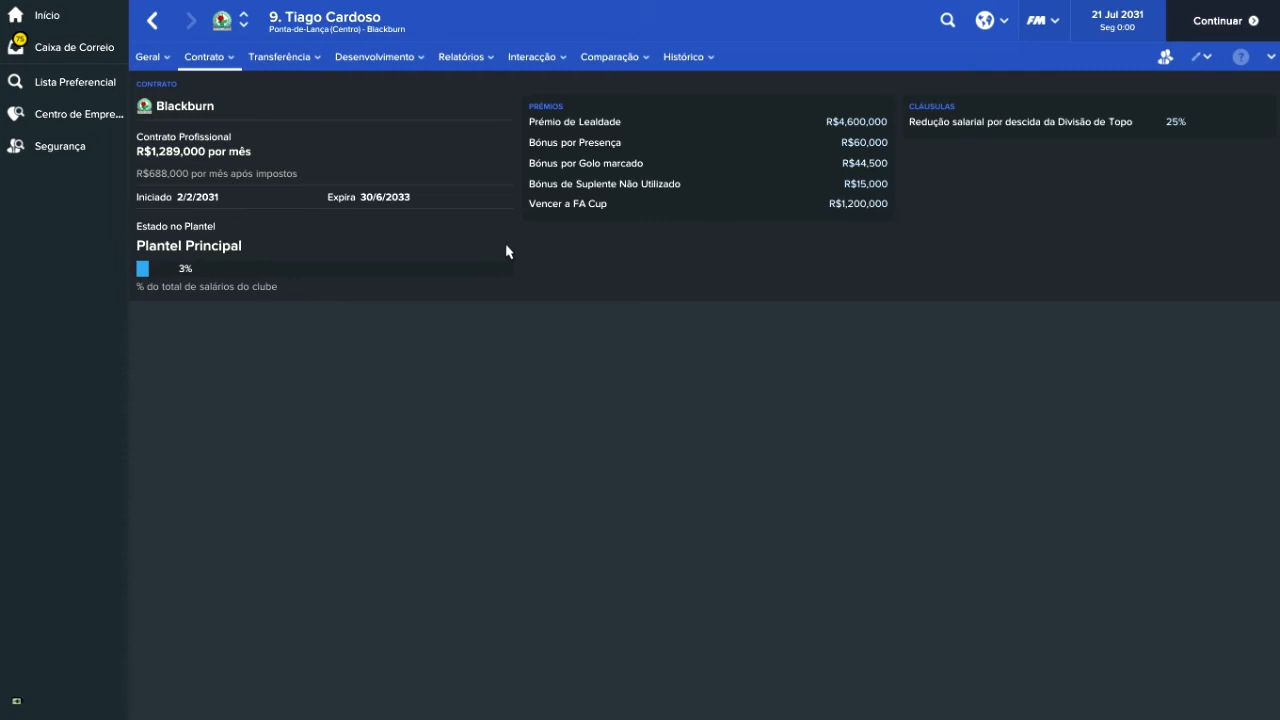 Início
75
Caixa de Correio
Lista Preferencial
Centro de Empre...
Segurança
9. Tiago Cardoso
Ponta-de-Lança (Centro) - Blackburn
FM
21 Jul 2031
Seg 0:00
Continuar
Geral
Contrato
Transferência
Desenvolvimento
Relatórios
Interacção
Comparação
Histórico
?
CONTRATO
Blackburn
Contrato Profissional
R$1,289,000 por mês
R$688,000 por mês após impostos
Iniciado 2/2/2031 Expira 30/6/2033
Estado no Plantel
Plantel Principal
3%
% do total de salários do clube
PRÉMIOS
Prémio de Lealdade R$4,600,000
Bónus por Presença R$60,000
Bónus por Golo marcado R$44,500
Bónus de Suplente Não Utilizado R$15,000
Vencer a FA Cup R$1,200,000
CLÁUSULAS
Redução salarial por descida da Divisão de Topo 25%